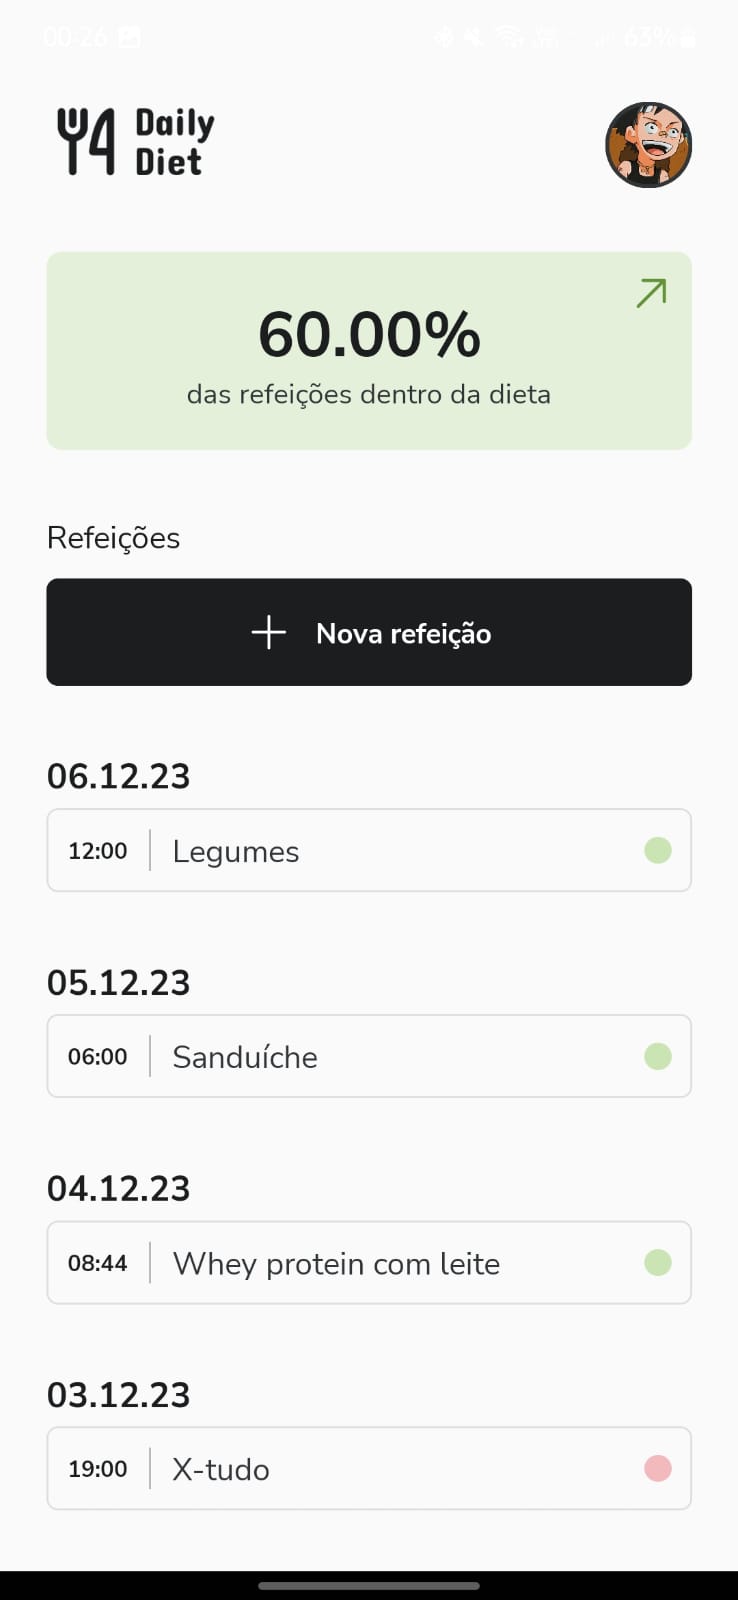 00:26
63%
Daily
Diet
60.00%
das refeições dentro da dieta
Refeições
Nova refeição
06.12.23
12:00 Legumes
05.12.23
06:00 Sanduíche
04.12.23
08:44 Whey protein com leite
03.12.23
19:00 X-tudo